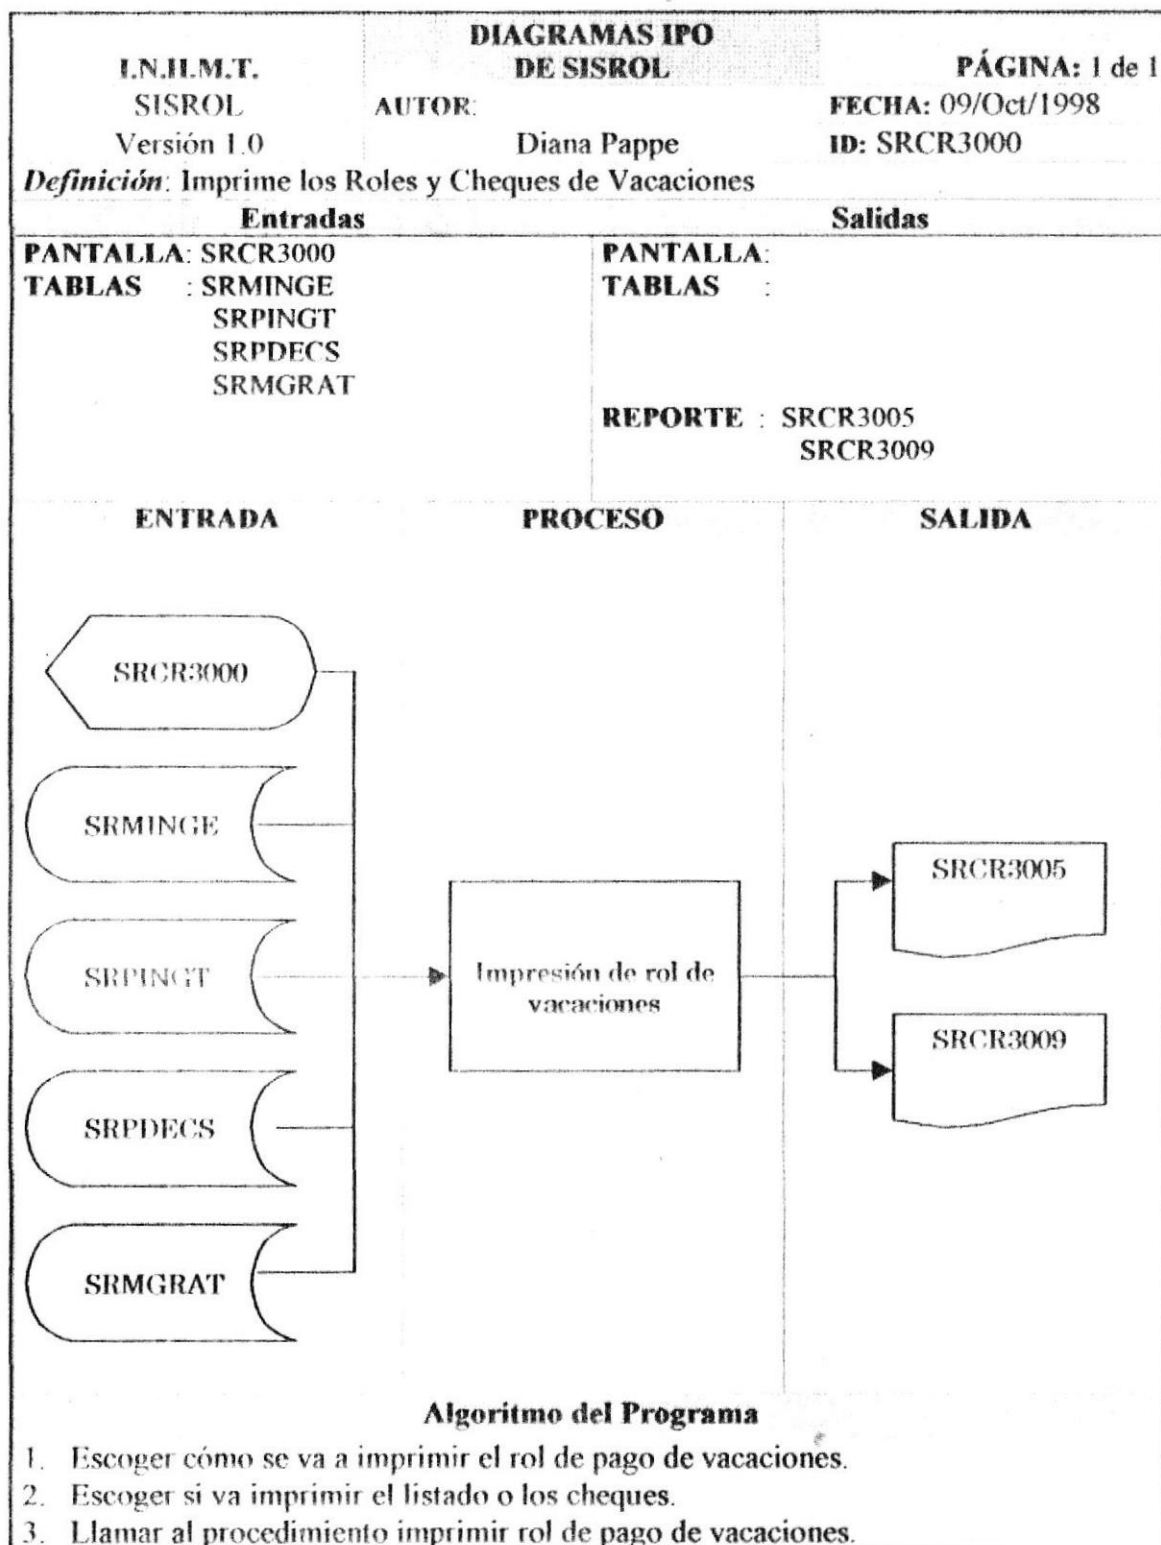 DIAGRAMAS IPO
DE SISROL
I.N.H.M.T.
SISROL
Versión 1.0
AUTOR:
Diana Pappe
PÁGINA: 1 de 1
FECHA: 09/Oct/1998
ID: SRCR3000
Definición: Imprime los Roles y Cheques de Vacaciones
Entradas
Salidas
PANTALLA: SRCR3000
TABLAS : SRMINGE
SRPINGT
SRPDECS
SRMGRAT
PANTALLA:
TABLAS :
REPORTE : SRCR3005
SRCR3009
ENTRADA
PROCESO
SALIDA
SRCR3000
SRMINGE
SRPINGT
SRPDECS
SRMGRAT
Impresión de rol de
vacaciones
SRCR3005
SRCR3009
Algoritmo del Programa
1. Escoger cómo se va a imprimir el rol de pago de vacaciones.
2. Escoger si va imprimir el listado o los cheques.
3. Llamar al procedimiento imprimir rol de pago de vacaciones.